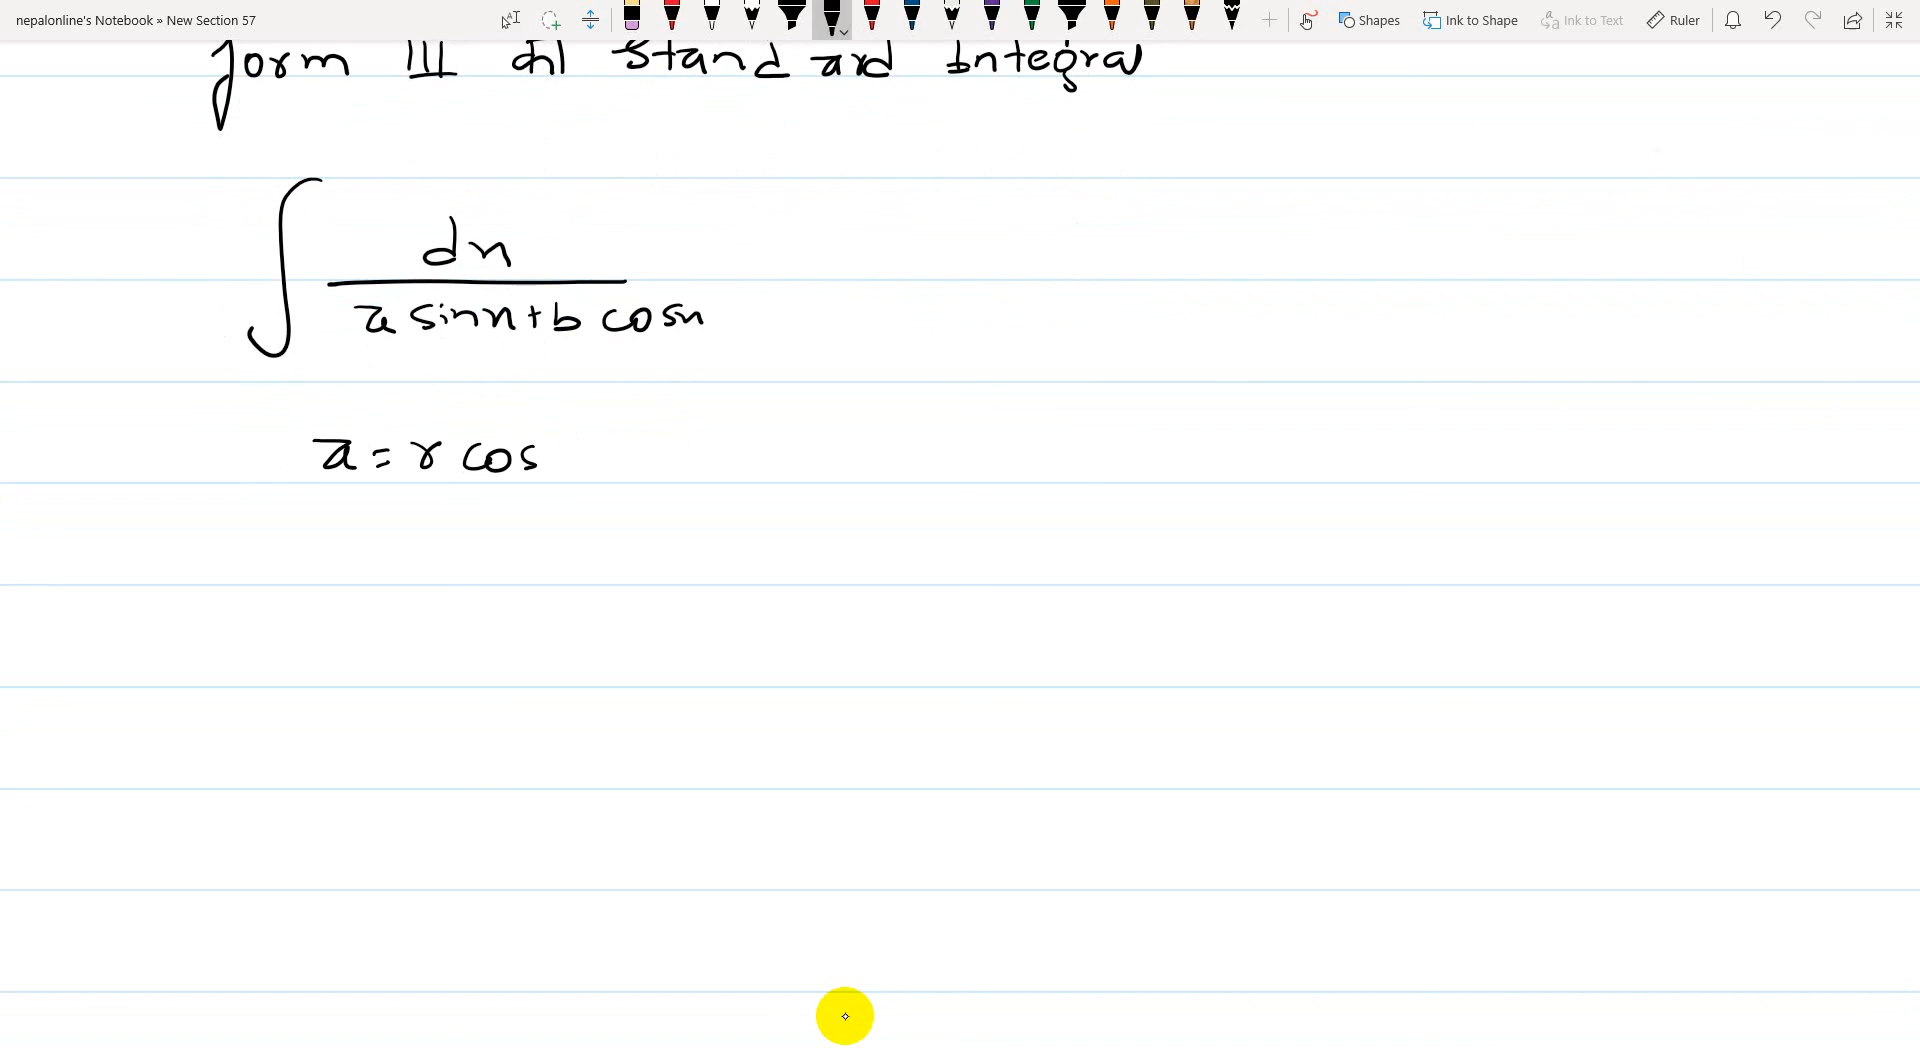 nepalonline's Notebook » New Section 57
Shapes Ink to Shape Ink to Text Ruler
form III का Standard Integral
∫ dx
a sinx + b cosx
a = r cos